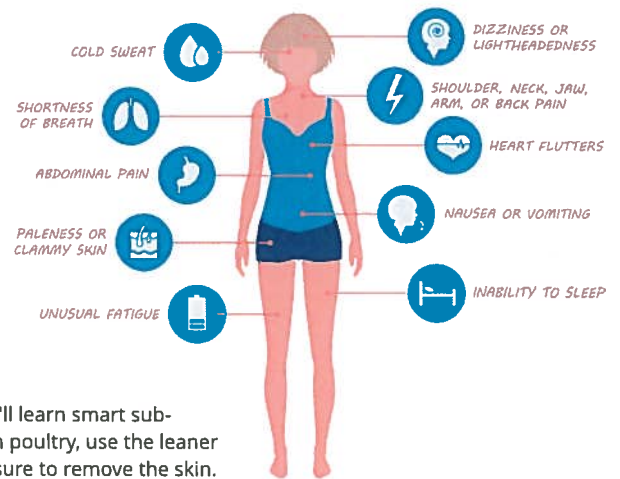 COLD SWEAT
DIZZINESS OR
LIGHTHEADEDNESS
SHORTNESS
OF BREATH
SHOULDER, NECK, JAW,
ARM, OR BACK PAIN
HEART FLUTTERS
ABDOMINAL PAIN
NAUSEA OR VOMITING
PALENESS OR
CLAMMY SKIN
INABILITY TO SLEEP
UNUSUAL FATIGUE
'll learn smart sub-
poultry, use the leaner
sure to remove the skin.